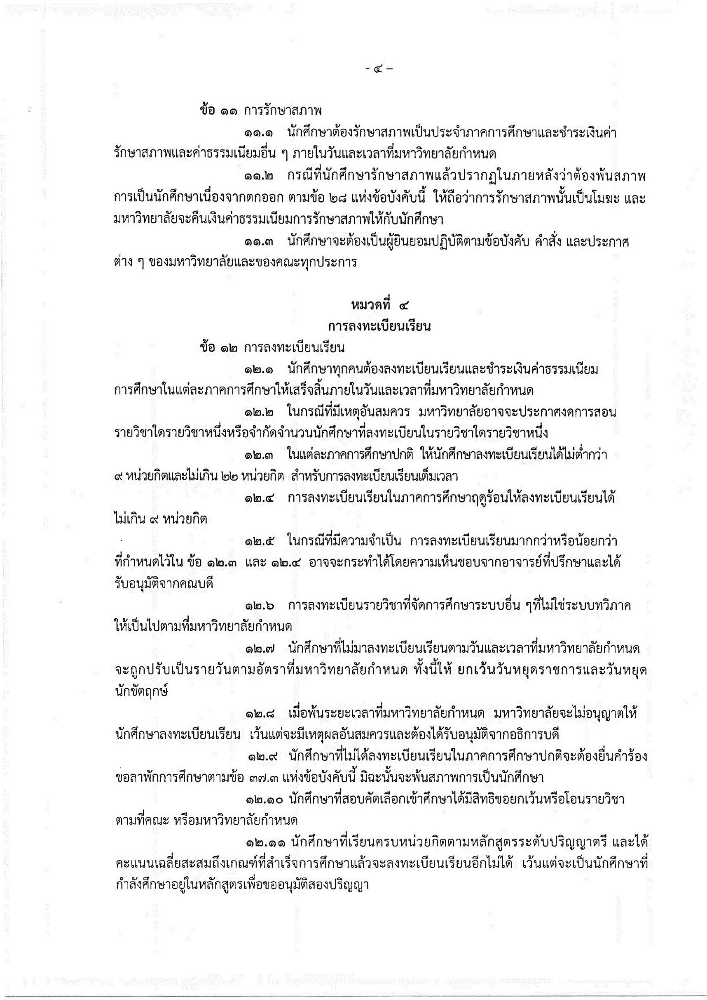 - ๔ -
ข้อ ๑๑ การรักษาสภาพ
๑๑.๑ นักศึกษาต้องรักษาสภาพเป็นประจำภาคการศึกษาและชำระเงินค่า
รักษาสภาพและค่าธรรมเนียมอื่น ๆ ภายในวันและเวลาที่มหาวิทยาลัยกำหนด
๑๑.๒ กรณีที่นักศึกษารักษาสภาพแล้วปรากฏในภายหลังว่าต้องพ้นสภาพ
การเป็นนักศึกษาเนื่องจากตกออก ตามข้อ ๒๘ แห่งข้อบังคับนี้ ให้ถือว่าการรักษาสภาพนั้นเป็นโมฆะ และ
มหาวิทยาลัยจะคืนเงินค่าธรรมเนียมการรักษาสภาพให้กับนักศึกษา
๑๑.๓ นักศึกษาจะต้องเป็นผู้ยินยอมปฏิบัติตามข้อบังคับ คำสั่ง และประกาศ
ต่าง ๆ ของมหาวิทยาลัยและของคณะทุกประการ
หมวดที่ ๔
การลงทะเบียนเรียน
ข้อ ๑๒ การลงทะเบียนเรียน
๑๒.๑ นักศึกษาทุกคนต้องลงทะเบียนเรียนและชำระเงินค่าธรรมเนียม
การศึกษาในแต่ละภาคการศึกษาให้เสร็จสิ้นภายในวันและเวลาที่มหาวิทยาลัยกำหนด
๑๒.๒ ในกรณีที่มีเหตุอันสมควร มหาวิทยาลัยอาจจะประกาศงดการสอน
รายวิชาใดรายวิชาหนึ่งหรือจำกัดจำนวนนักศึกษาที่ลงทะเบียนในรายวิชาใดรายวิชาหนึ่ง
๑๒.๓ ในแต่ละภาคการศึกษาปกติ ให้นักศึกษาลงทะเบียนเรียนได้ไม่ต่ำกว่า
๙ หน่วยกิตและไม่เกิน ๒๒ หน่วยกิต สำหรับการลงทะเบียนเรียนเต็มเวลา
๑๒.๔ การลงทะเบียนเรียนในภาคการศึกษาฤดูร้อนให้ลงทะเบียนเรียนได้
ไม่เกิน ๙ หน่วยกิต
๑๒.๕ ในกรณีที่มีความจำเป็น การลงทะเบียนเรียนมากกว่าหรือน้อยกว่า
ที่กำหนดไว้ใน ข้อ ๑๒.๓ และ ๑๒.๔ อาจจะกระทำได้โดยความเห็นชอบจากอาจารย์ที่ปรึกษาและได้
รับอนุมัติจากคณบดี
๑๒.๖ การลงทะเบียนรายวิชาที่จัดการศึกษาระบบอื่น ๆที่ไม่ใช่ระบบทวิภาค
ให้เป็นไปตามที่มหาวิทยาลัยกำหนด
๑๒.๗ นักศึกษาที่ไม่มาลงทะเบียนเรียนตามวันและเวลาที่มหาวิทยาลัยกำหนด
จะถูกปรับเป็นรายวันตามอัตราที่มหาวิทยาลัยกำหนด ทั้งนี้ให้ ยกเว้นวันหยุดราชการและวันหยุด
นักขัตฤกษ์
๑๒.๘ เมื่อพ้นระยะเวลาที่มหาวิทยาลัยกำหนด มหาวิทยาลัยจะไม่อนุญาตให้
นักศึกษาลงทะเบียนเรียน เว้นแต่จะมีเหตุผลอันสมควรและต้องได้รับอนุมัติจากอธิการบดี
๑๒.๙ นักศึกษาที่ไม่ได้ลงทะเบียนเรียนในภาคการศึกษาปกติจะต้องยื่นคำร้อง
ขอลาพักการศึกษาตามข้อ ๓๗.๓ แห่งข้อบังคับนี้ มิฉะนั้นจะพ้นสภาพการเป็นนักศึกษา
๑๒.๑๐ นักศึกษาที่สอบคัดเลือกเข้าศึกษาได้มีสิทธิขอยกเว้นหรือโอนรายวิชา
ตามที่คณะ หรือมหาวิทยาลัยกำหนด
๑๒.๑๑ นักศึกษาที่เรียนครบหน่วยกิตตามหลักสูตรระดับปริญญาตรี และได้
คะแนนเฉลี่ยสะสมถึงเกณฑ์ที่สำเร็จการศึกษาแล้วจะลงทะเบียนเรียนอีกไม่ได้ เว้นแต่จะเป็นนักศึกษาที่
กำลังศึกษาอยู่ในหลักสูตรเพื่อขออนุมัติสองปริญญา